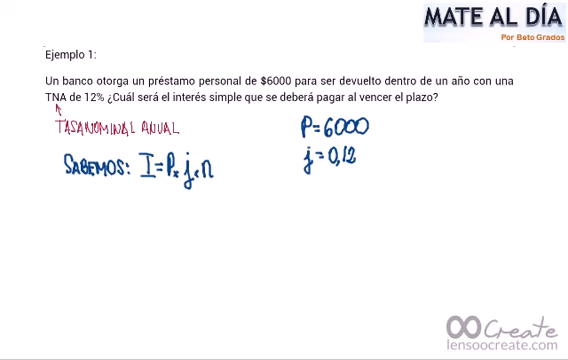 MATE AL DÍA
Por Beto Grados
Ejemplo 1:
Un banco otorga un préstamo personal de $6000 para ser devuelto dentro de un año con una
TNA de 12% ¿Cuál será el interés simple que se deberá pagar al vencer el plazo?
TASA NOMINAL ANUAL
P=6000
j=0,12
SABEMOS: I=P×j×n
Create
lensoocreate.com